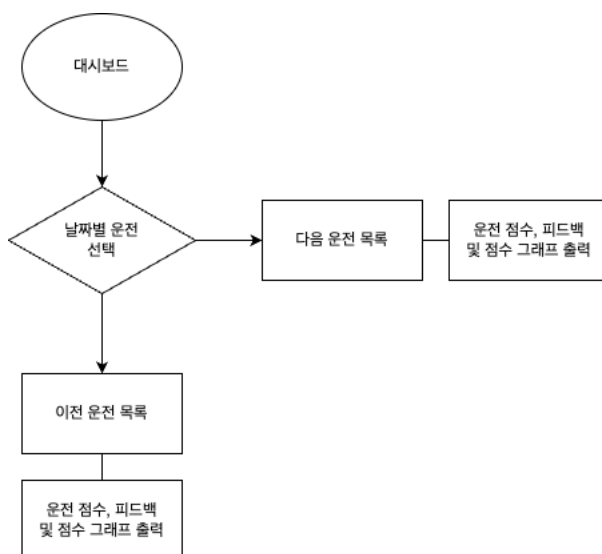 대시보드
날짜별 운전
선택
다음 운전 목록
운전 점수, 피드백
및 점수 그래프 출력
이전 운전 목록
운전 점수, 피드백
및 점수 그래프 출력